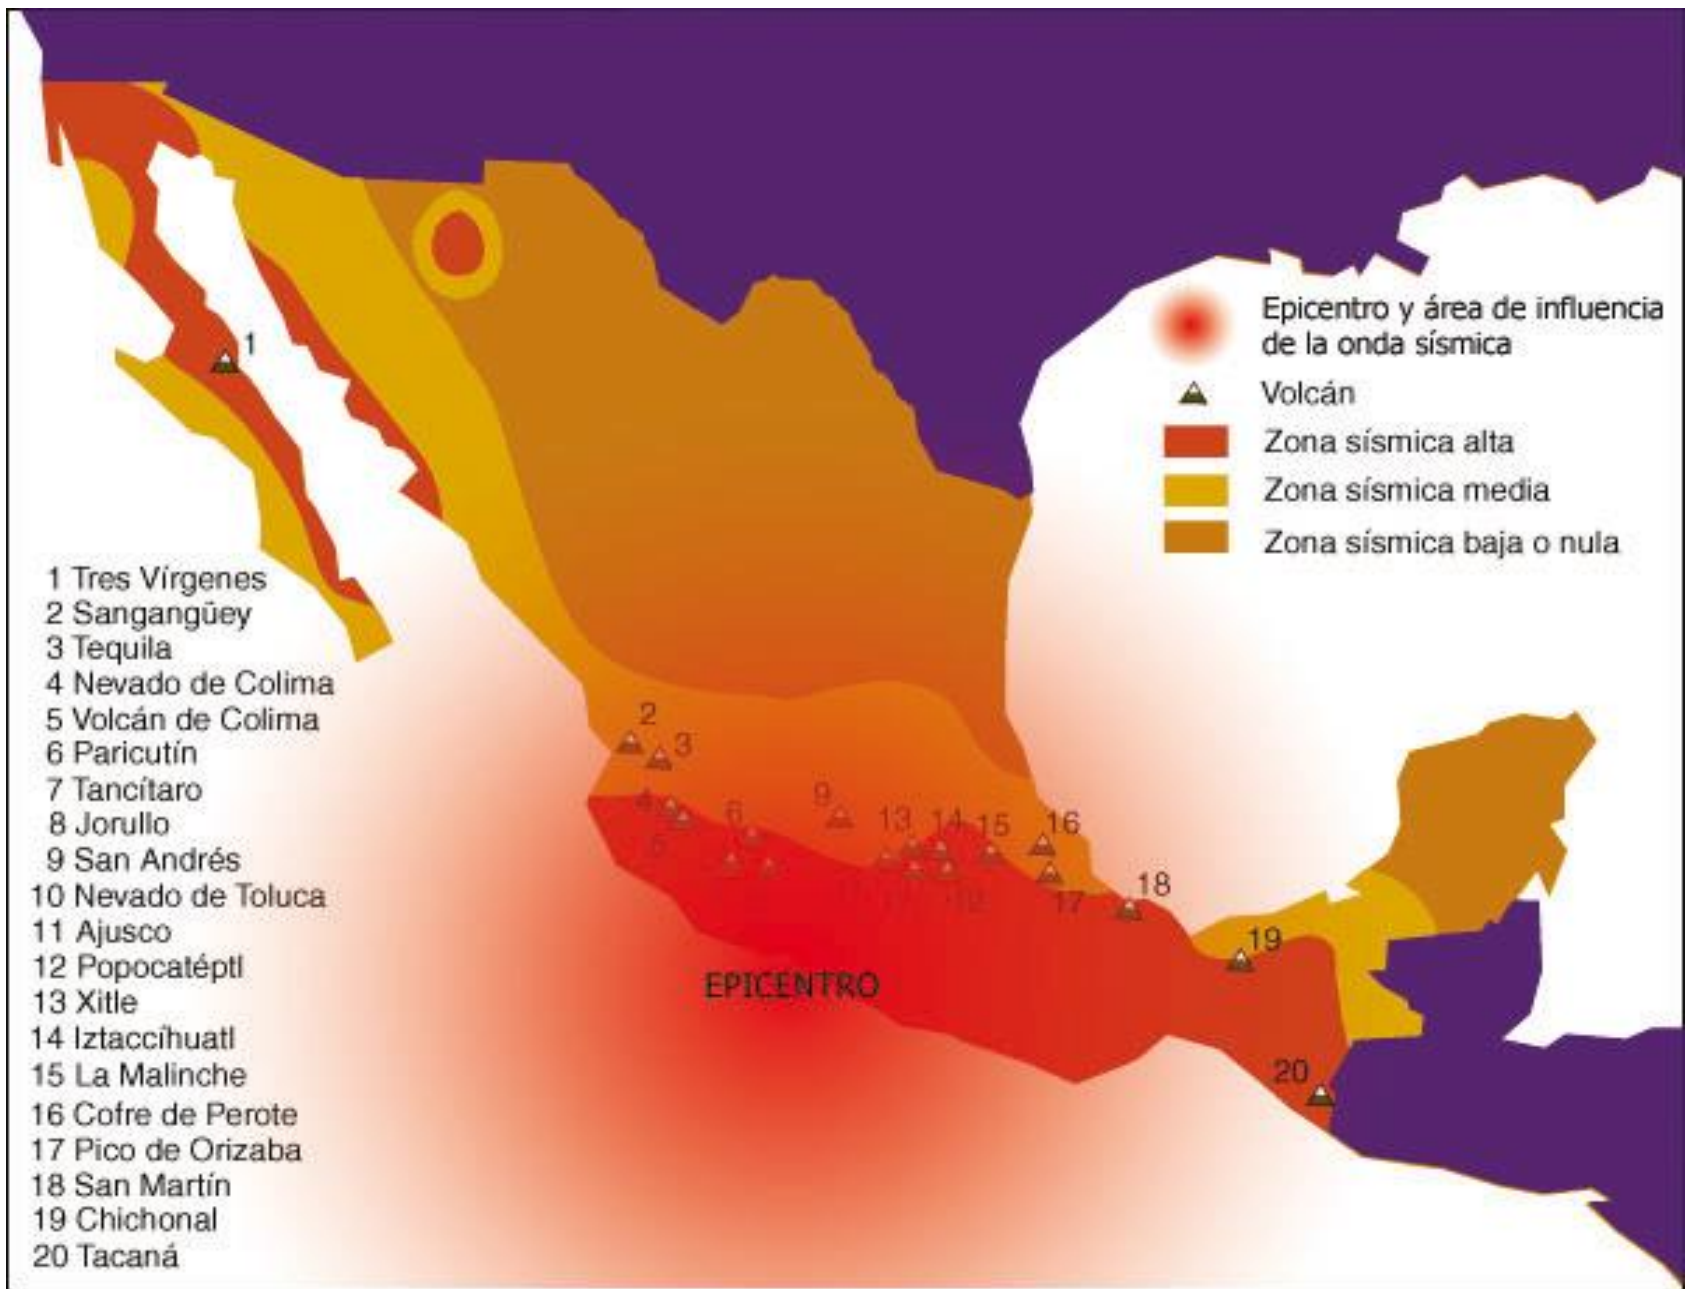 Epicentro y área de influencia
de la onda sísmica
Volcán
Zona sísmica alta
Zona sísmica media
Zona sísmica baja o nula
1
2
3
4
5
6
9
13
14
15
16
12
17
18
19
20
EPICENTRO
1 Tres Vírgenes
2 Sangangüey
3 Tequila
4 Nevado de Colima
5 Volcán de Colima
6 Paricutín
7 Tancítaro
8 Jorullo
9 San Andrés
10 Nevado de Toluca
11 Ajusco
12 Popocatéptl
13 Xitle
14 Iztaccíhuatl
15 La Malinche
16 Cofre de Perote
17 Pico de Orizaba
18 San Martín
19 Chichonal
20 Tacaná